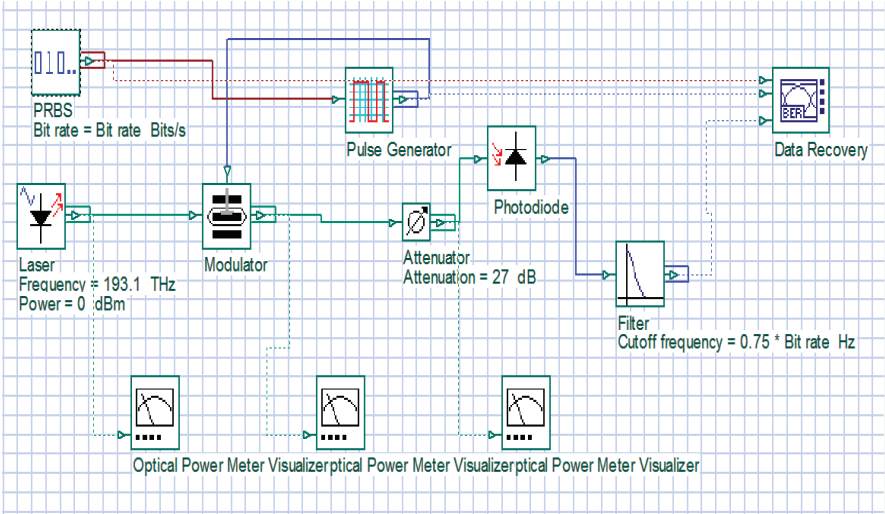 010..
PRBS
Bit rate = Bit rate Bits/s
Pulse Generator
BER
Data Recovery
Photodiode
Laser
Frequency = 193.1 THz
Power = 0 dBm
Modulator
Attenuator
Attenuation = 27 dB
Filter
Cutoff frequency = 0.75 * Bit rate Hz
Optical Power Meter Visualizerptical Power Meter Visualizerptical Power Meter Visualizer